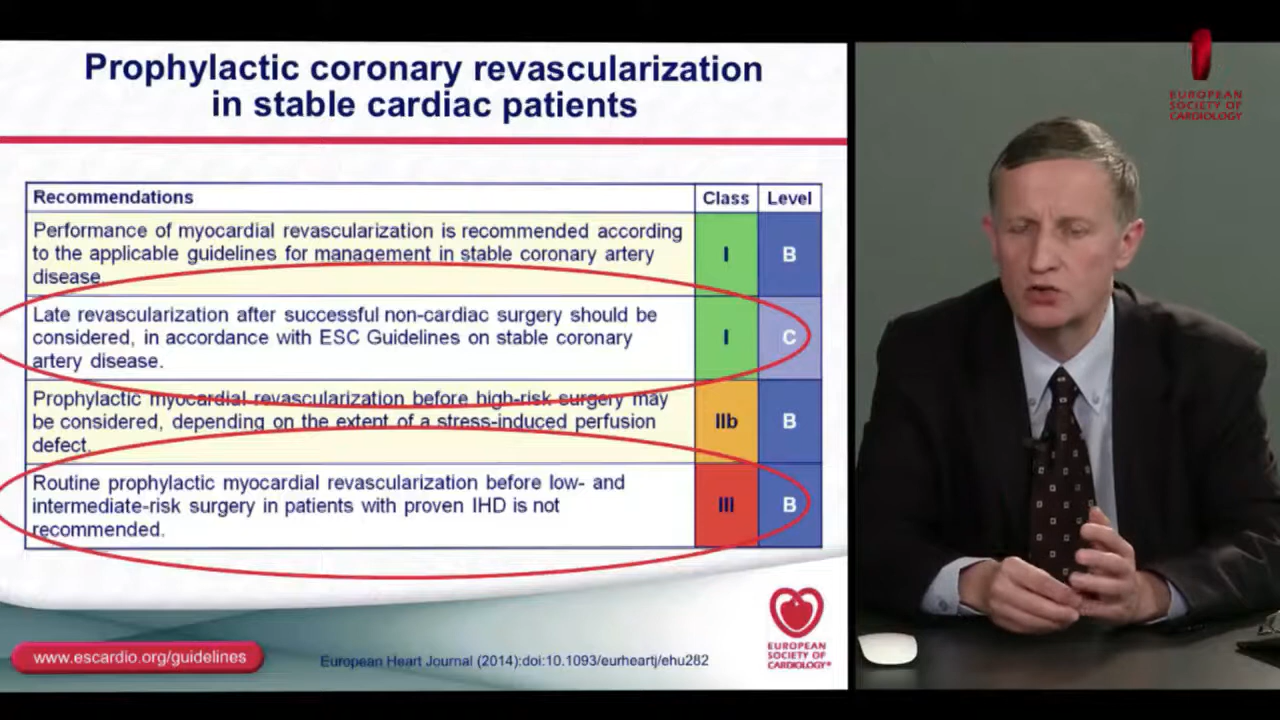 Prophylactic coronary revascularization
in stable cardiac patients
Recommendations Class Level
Performance of myocardial revascularization is recommended according
to the applicable guidelines for management in stable coronary artery
disease.
I B
Late revascularization after successful non-cardiac surgery should be
considered, in accordance with ESC Guidelines on stable coronary
artery disease.
I C
Prophylactic myocardial revascularization before high-risk surgery may
be considered, depending on the extent of a stress-induced perfusion
defect.
IIb B
Routine prophylactic myocardial revascularization before low- and
intermediate-risk surgery in patients with proven IHD is not
recommended.
III B
www.escardio.org/guidelines
European Heart Journal (2014):doi:10.1093/eurheartj/ehu282
EUROPEAN
SOCIETY OF
CARDIOLOGY®
EUROPEAN
SOCIETY OF
CARDIOLOGY